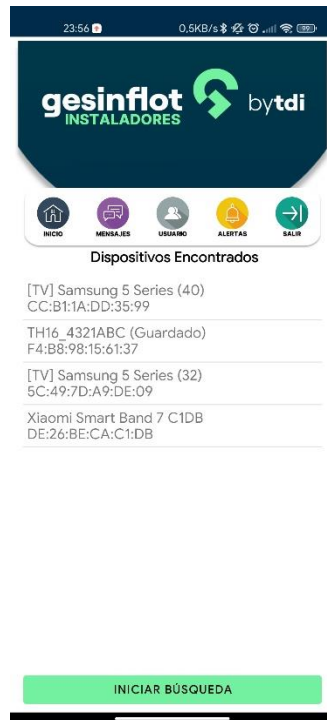 23:56 0,5KB/s 99
gesinflot bytdi
INSTALADORES
INICIO MENSAJES USUARIO ALERTAS SALIR
Dispositivos Encontrados
[TV] Samsung 5 Series (40)
CC:B1:1A:DD:35:99
TH16_4321ABC (Guardado)
F4:B8:98:15:61:37
[TV] Samsung 5 Series (32)
5C:49:7D:A9:DE:09
Xiaomi Smart Band 7 C1DB
DE:26:BE:CA:C1:DB
INICIAR BÚSQUEDA